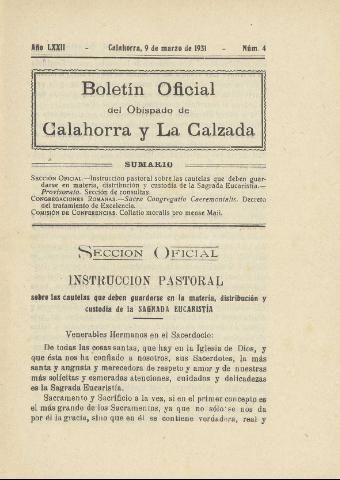 Año LXXII - Calahorra, 9 de marzo de 1931 - Núm. 4
Boletín Oficial
del Obispado de
Calahorra y La Calzada
SUMARIO
SECCIÓN OFICIAL.—Instrucción pastoral sobre las cautelas que deben guar-
darse en materia, distribución y custodia de la Sagrada Eucaristía.—
Provisorato. Sección de consultas.
CONGREGACIONES ROMANAS.—Sacra Congregatio Caeremonialis. Decreto
del tratamiento de Excelencia.
COMISIÓN DE CONFERENCIAS. Collatio moralis pro mense Maii.
SECCION OFICIAL
INSTRUCCION PASTORAL
sobre las cautelas que deben guardarse en la materia, distribución y
custodia de la SAGRADA EUCARISTÍA
Venerables Hermanos en el Sacerdocio:
De todas las cosas santas, que hay en la Iglesia de Dios, y
que ésta nos ha confiado a nosotros, sus Sacerdotes, la más
santa y augusta y merecedora de respeto y amor y de nuestras
más solícitas y esmeradas atenciones, cuidados y delicadezas
es la Sagrada Eucaristía.
Sacramento y Sacrificio a la vez, si en el primer concepto es
el más grande de los Sacramentos, ya que no sólo se nos da
por él la gracia, sino que en él se contiene verdadera, real y